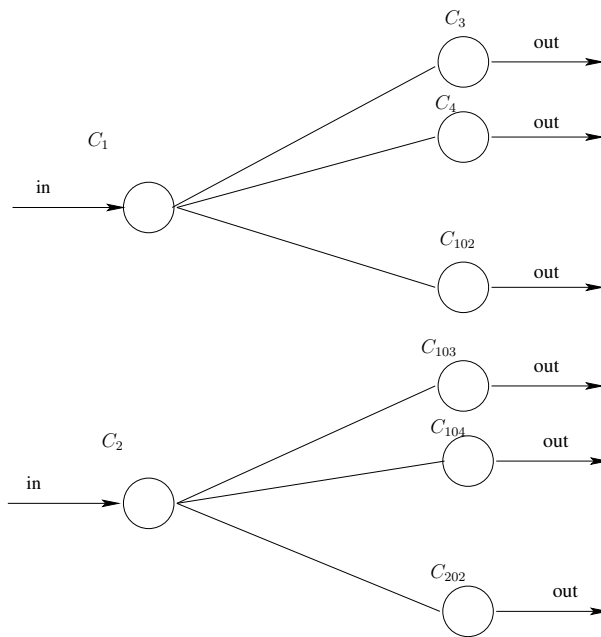 C₃
out
C₄
out
C₁
in
C₁₀₂
out
C₁₀₃
out
C₁₀₄
out
C₂
in
C₂₀₂
out